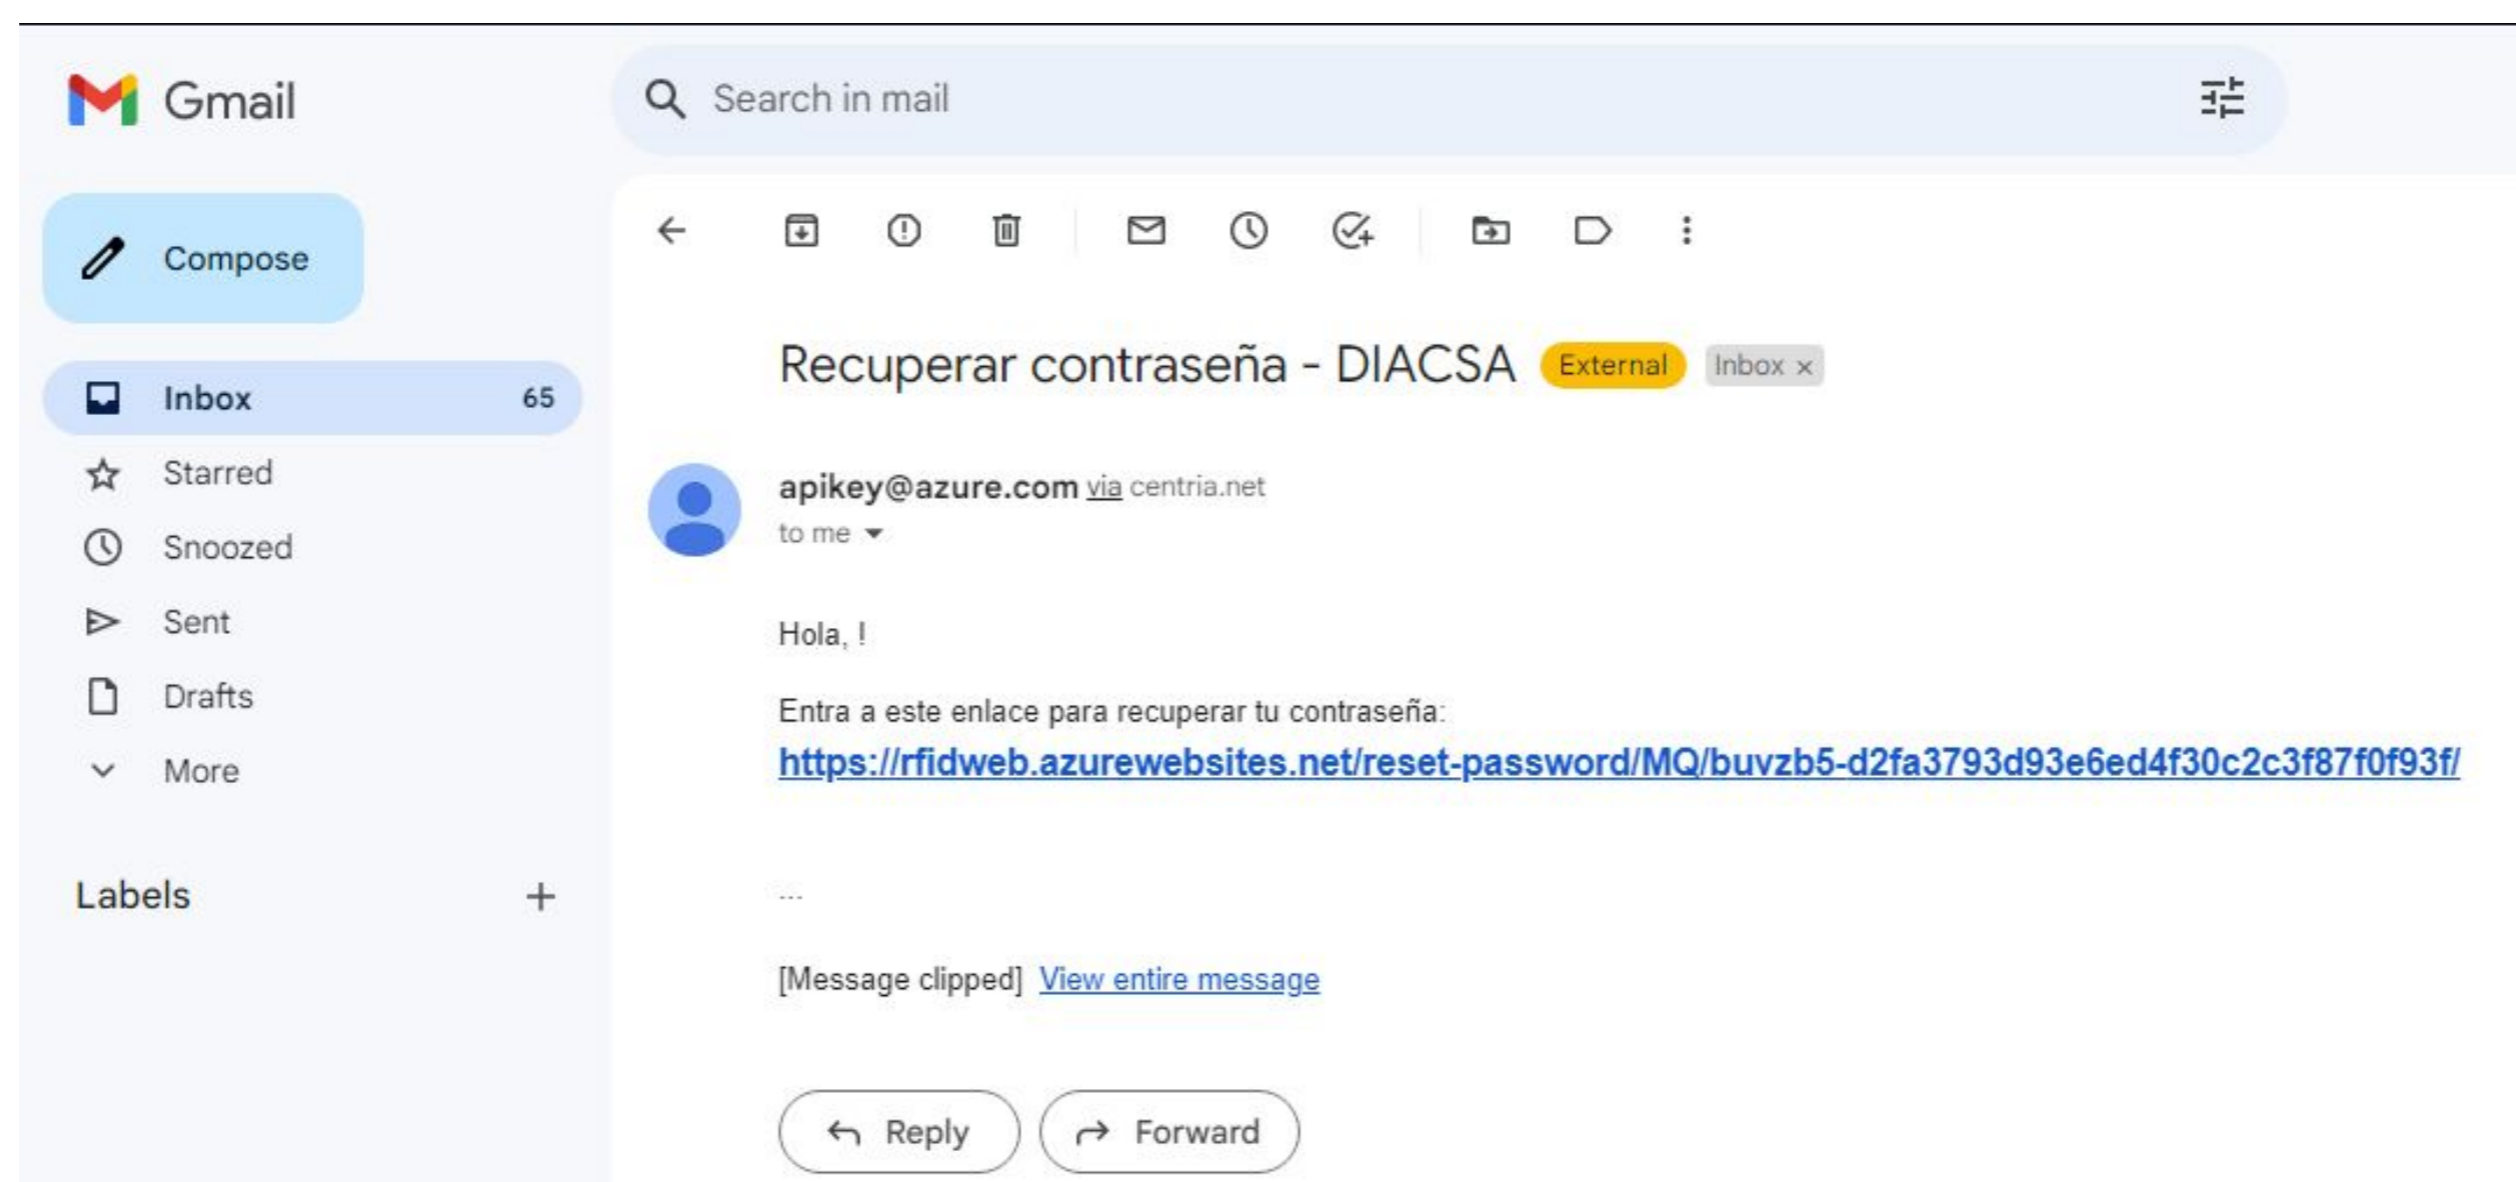 Gmail
Search in mail
Compose
Inbox 65
Starred
Snoozed
Sent
Drafts
More
Labels
Recuperar contraseña - DIACSA External Inbox x
apikey@azure.com via centria.net
to me
Hola, !
Entra a este enlace para recuperar tu contraseña:
https://rfidweb.azurewebsites.net/reset-password/MQ/buvzb5-d2fa3793d93e6ed4f30c2c3f87f0f93f/
...
[Message clipped] View entire message
Reply Forward